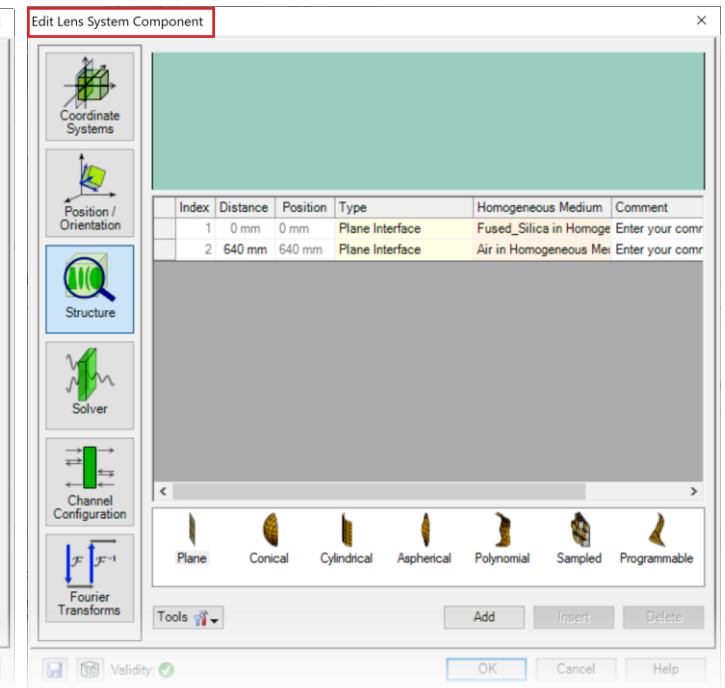 Edit Lens System Component
Coordinate
Systems
Position /
Orientation
Structure
Solver
Channel
Configuration
Fourier
Transforms
Index Distance Position Type Homogeneous Medium Comment
1 0 mm 0 mm Plane Interface Fused_Silica in Homoge Enter your comr
2 640 mm 640 mm Plane Interface Air in Homogeneous Me Enter your comr
Plane Conical Cylindrical Aspherical Polynomial Sampled Programmable
Tools Add Insert Delete
Validity: OK Cancel Help